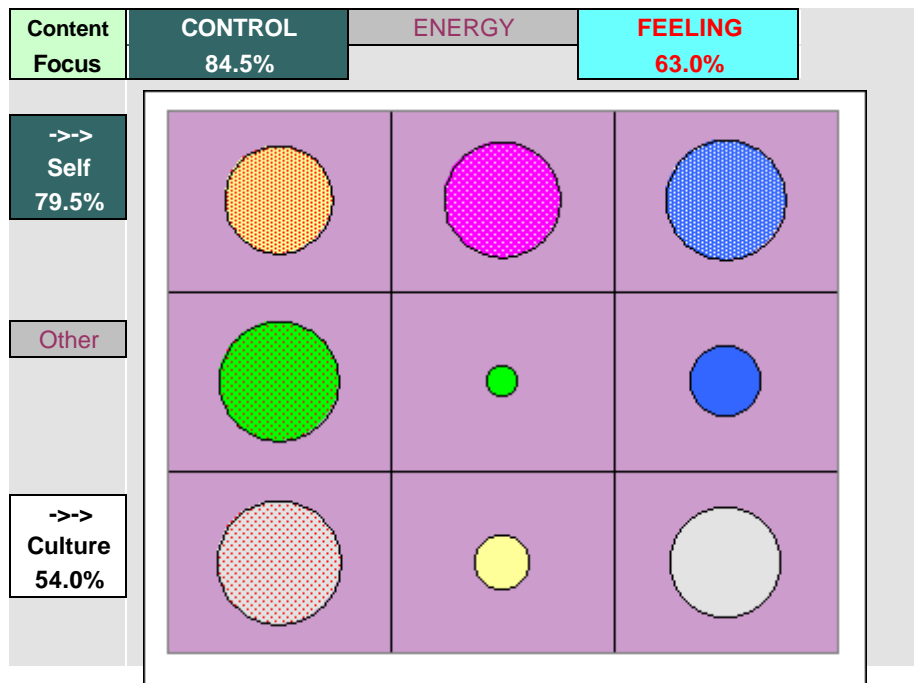 Content CONTROL ENERGY FEELING
Focus 84.5% 63.0%
->->
Self
79.5%
Other
->->
Culture
54.0%